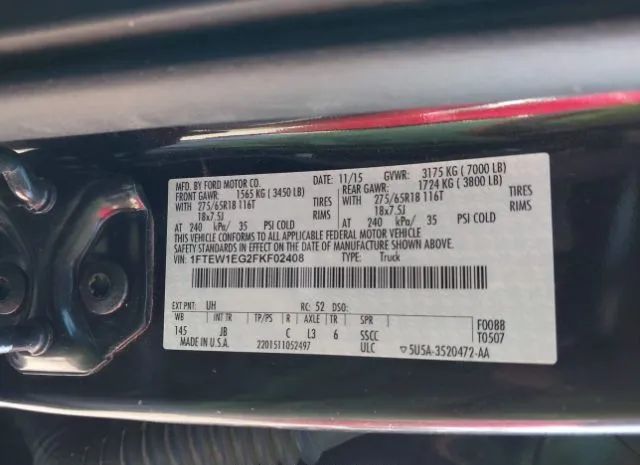 MFD. BY FORD MOTOR CO. 11/15 GVWR: 3175 KG ( 7000 LB)
FRONT GAWR: 1565 KG ( 3450 LB) REAR GAWR: 1724 KG ( 3800 LB)
WITH 275/65R18 116T TIRES WITH 275/65R18 116T TIRES
18x7.5J RIMS 18x7.5J RIMS
AT 240 kPa/ 35 PSI COLD AT 240 kPa/ 35 PSI COLD
THIS VEHICLE CONFORMS TO ALL APPLICABLE FEDERAL MOTOR VEHICLE
SAFETY STANDARDS IN EFFECT ON THE DATE OF MANUFACTURE SHOWN ABOVE.
VIN: 1FTEW1EG2FKF02408 TYPE: Truck
EXT PNT: UH RC: 52 DSO:
WB INT TR TP/PS R AXLE TR SPR F0088
145 JB C L3 6 SSCC T0507
MADE IN U.S.A. 2201511052497 ULC 5U5A-3520472-AA